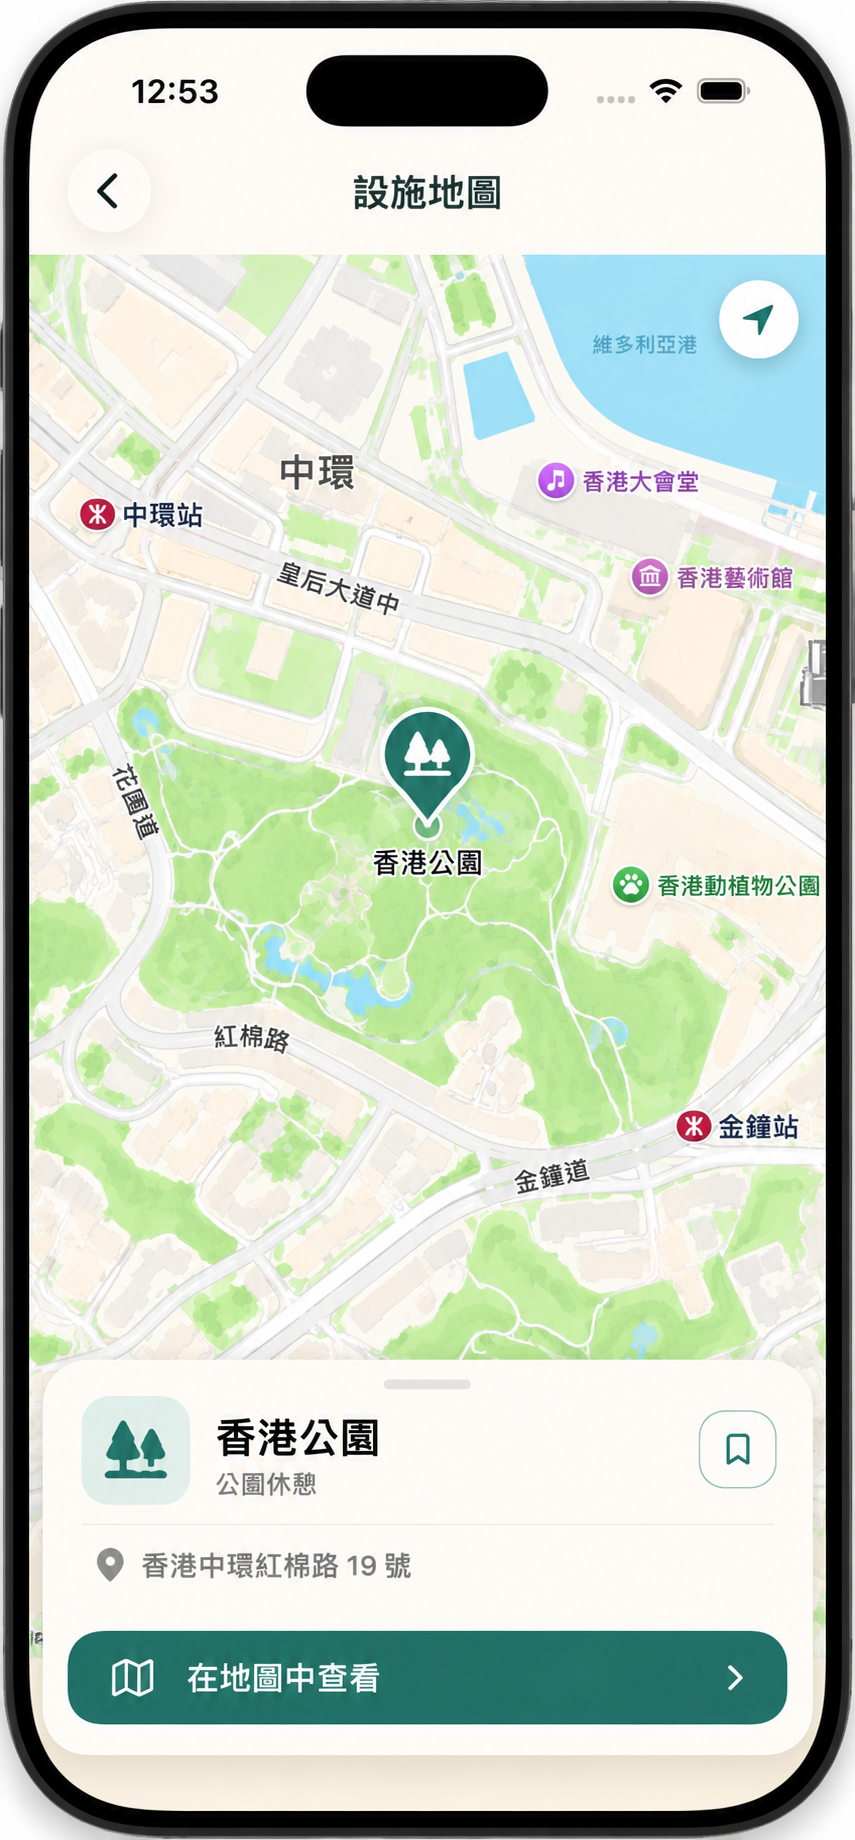 12:53
設施地圖
維多利亞港
中環
香港大會堂
中環站
香港藝術館
皇后大道中
花園道
香港公園
香港動植物公園
紅棉路
金鐘站
金鐘道
香港公園
公園休憩
香港中環紅棉路 19 號
在地圖中查看